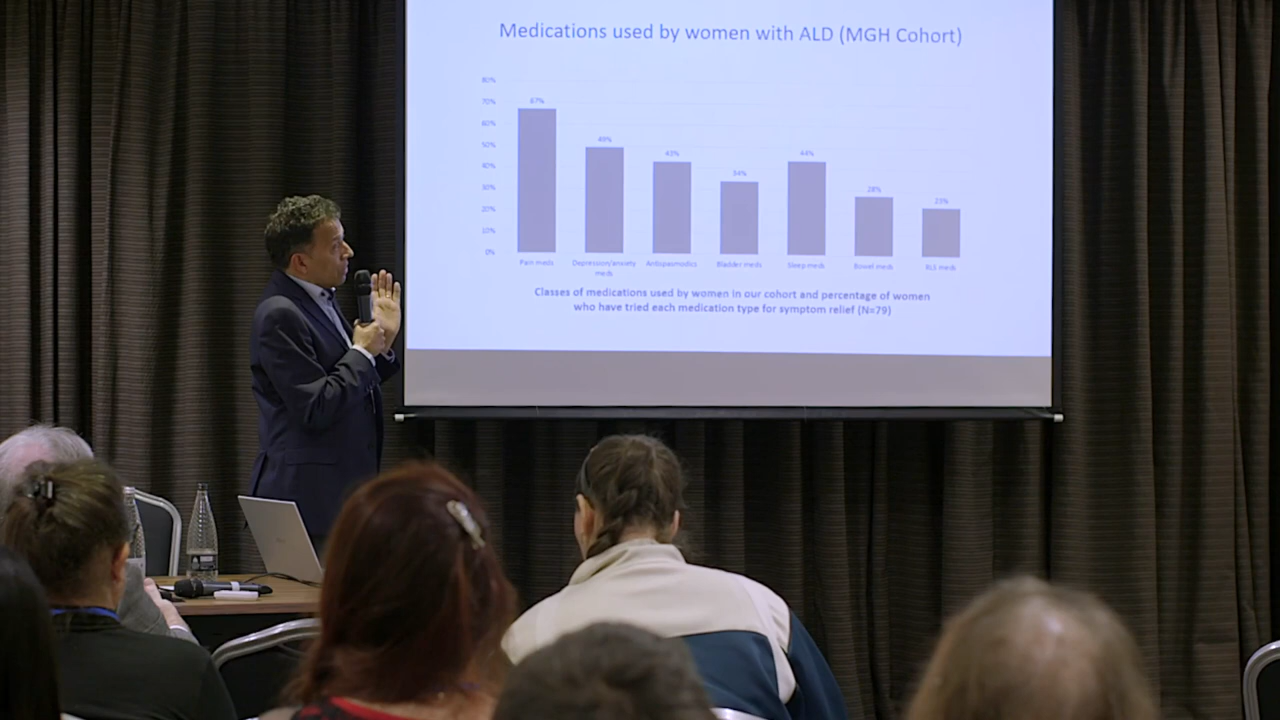 Medications used by women with ALD (MGH Cohort)
80%
70%
60%
50%
40%
30%
20%
10%
0%
67%
49%
43%
34%
44%
28%
23%
Pain meds
Depression/anxiety
meds
Antispasmodics
Bladder meds
Sleep meds
Bowel meds
RLS meds
Classes of medications used by women in our cohort and percentage of women
who have tried each medication type for symptom relief (N=79)